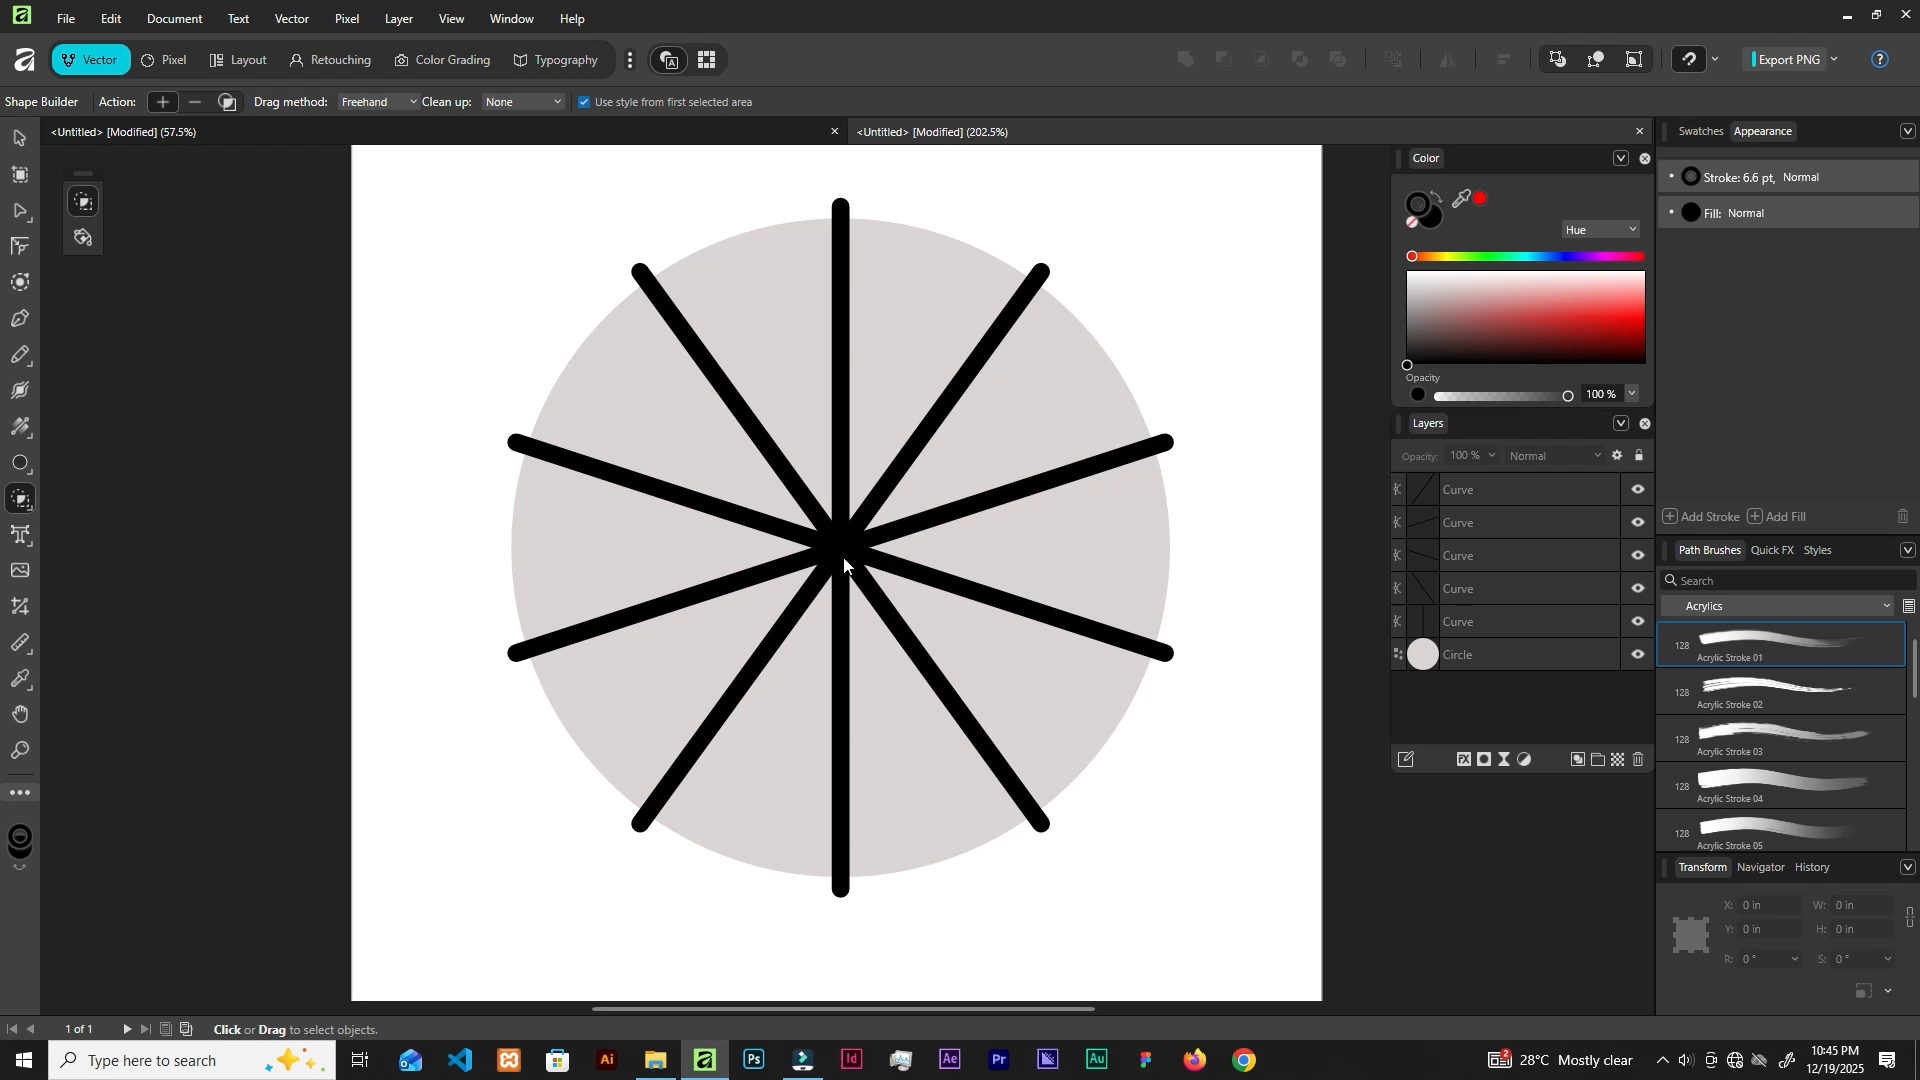 File Edit Document Text Vector Pixel Layer View Window Help
Vector Pixel Layout Retouching Color Grading Typography Export PNG
Shape Builder Action: Drag method: Freehand Clean up: None Use style from first selected area
<Untitled> [Modified] (57.5%) <Untitled> [Modified] (202.5%)
Swatches Appearance
Color
Stroke: 6.6 pt, Normal
Fill: Normal
Hue
Opacity
100 %
Layers
Opacity: 100 % Normal
Curve
Curve
Curve
Curve
Curve
Circle
Add Stroke Add Fill
Path Brushes Quick FX Styles
Search
Acrylics
128 Acrylic Stroke 01
128 Acrylic Stroke 02
128 Acrylic Stroke 03
128 Acrylic Stroke 04
128 Acrylic Stroke 05
Transform Navigator History
X: 0 in W: 0 in
Y: 0 in H: 0 in
R: 0 ° S: 0 °
1 of 1 Click or Drag to select objects.
Type here to search
28°C Mostly clear
10:45 PM
12/19/2025